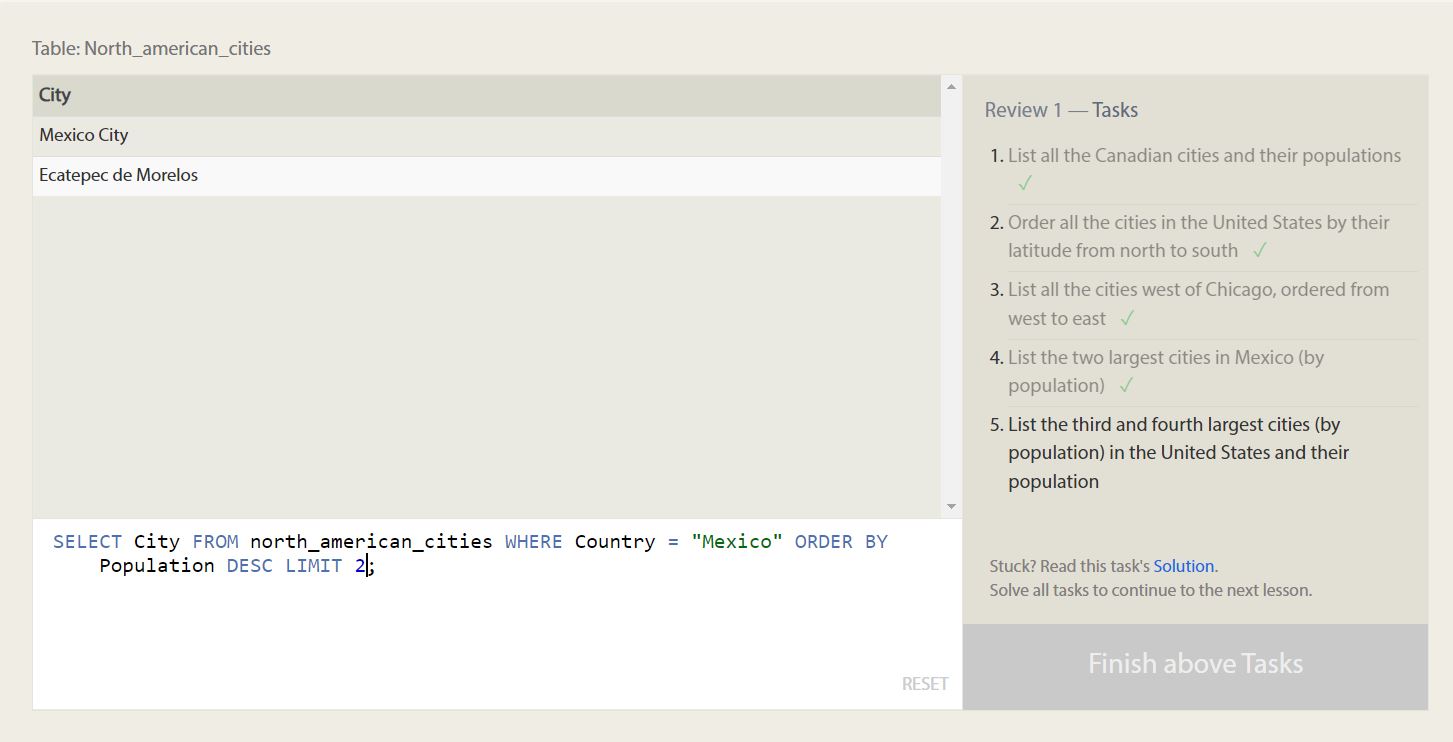 Table: North_american_cities
City
Mexico City
Ecatepec de Morelos
SELECT City FROM north_american_cities WHERE Country = "Mexico" ORDER BY
Population DESC LIMIT 2;
RESET
Review 1 — Tasks
1. List all the Canadian cities and their populations
✓
2. Order all the cities in the United States by their
latitude from north to south ✓
3. List all the cities west of Chicago, ordered from
west to east ✓
4. List the two largest cities in Mexico (by
population) ✓
5. List the third and fourth largest cities (by
population) in the United States and their
population
Stuck? Read this task's Solution.
Solve all tasks to continue to the next lesson.
Finish above Tasks